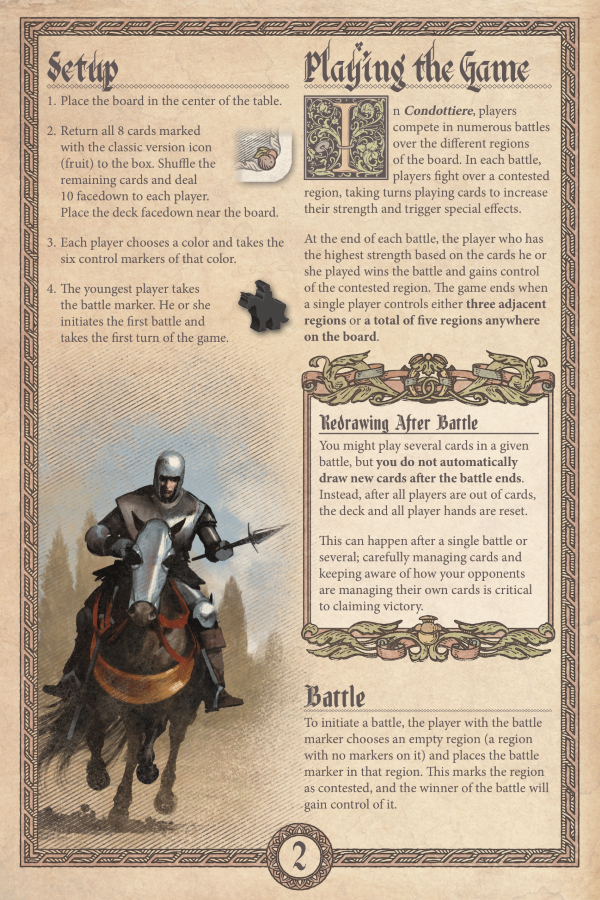 Setup
1. Place the board in the center of the table.
2. Return all 8 cards marked
with the classic version icon
(fruit) to the box. Shuffle the
remaining cards and deal
10 facedown to each player.
Place the deck facedown near the board.
3. Each player chooses a color and takes the
six control markers of that color.
4. The youngest player takes
the battle marker. He or she
initiates the first battle and
takes the first turn of the game.
Playing the Game
In Condottiere, players
compete in numerous battles
over the different regions
of the board. In each battle,
players fight over a contested
region, taking turns playing cards to increase
their strength and trigger special effects.
At the end of each battle, the player who has
the highest strength based on the cards he or
she played wins the battle and gains control
of the contested region. The game ends when
a single player controls either three adjacent
regions or a total of five regions anywhere
on the board.
Redrawing After Battle
You might play several cards in a given
battle, but you do not automatically
draw new cards after the battle ends.
Instead, after all players are out of cards,
the deck and all player hands are reset.
This can happen after a single battle or
several; carefully managing cards and
keeping aware of how your opponents
are managing their own cards is critical
to claiming victory.
Battle
To initiate a battle, the player with the battle
marker chooses an empty region (a region
with no markers on it) and places the battle
marker in that region. This marks the region
as contested, and the winner of the battle will
gain control of it.
2